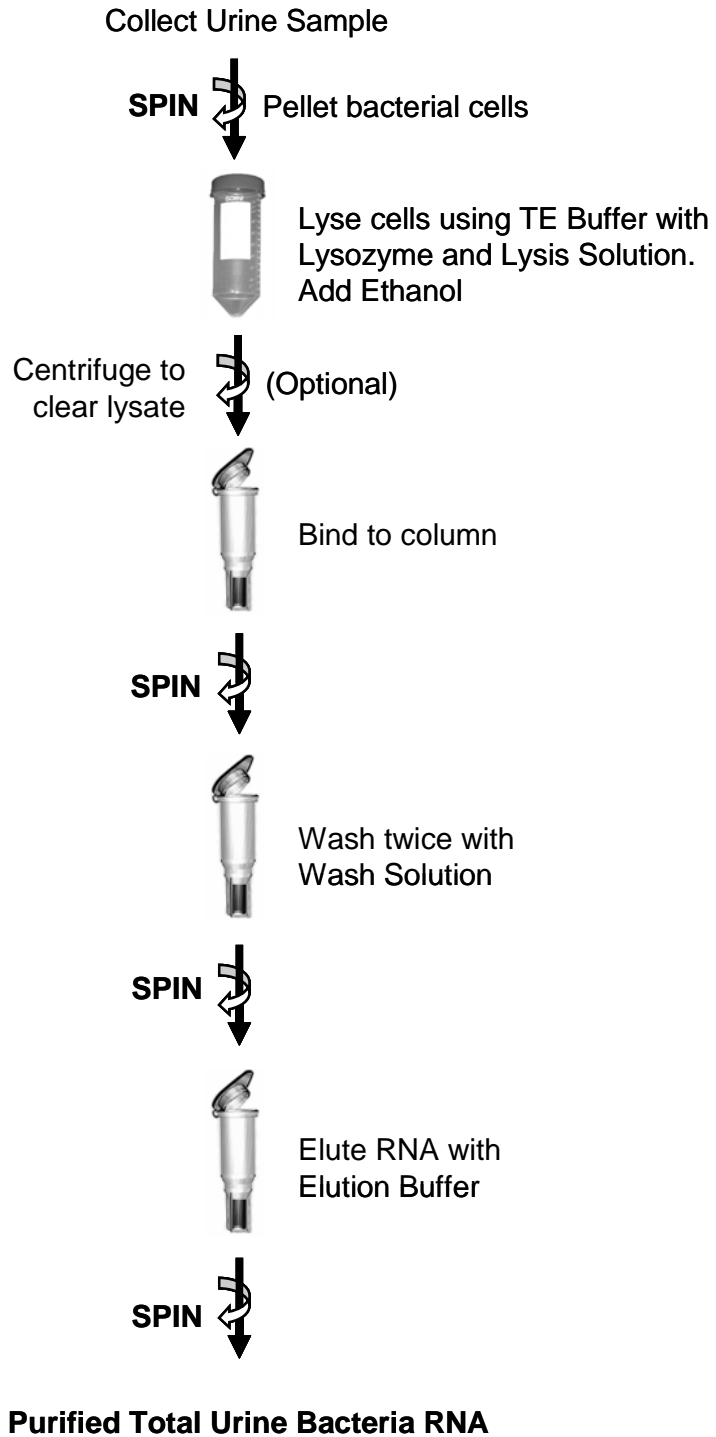 Collect Urine Sample
SPIN
Pellet bacterial cells
Lyse cells using TE Buffer with
Lysozyme and Lysis Solution.
Add Ethanol
Centrifuge to
clear lysate
(Optional)
Bind to column
SPIN
Wash twice with
Wash Solution
SPIN
Elute RNA with
Elution Buffer
SPIN
Purified Total Urine Bacteria RNA